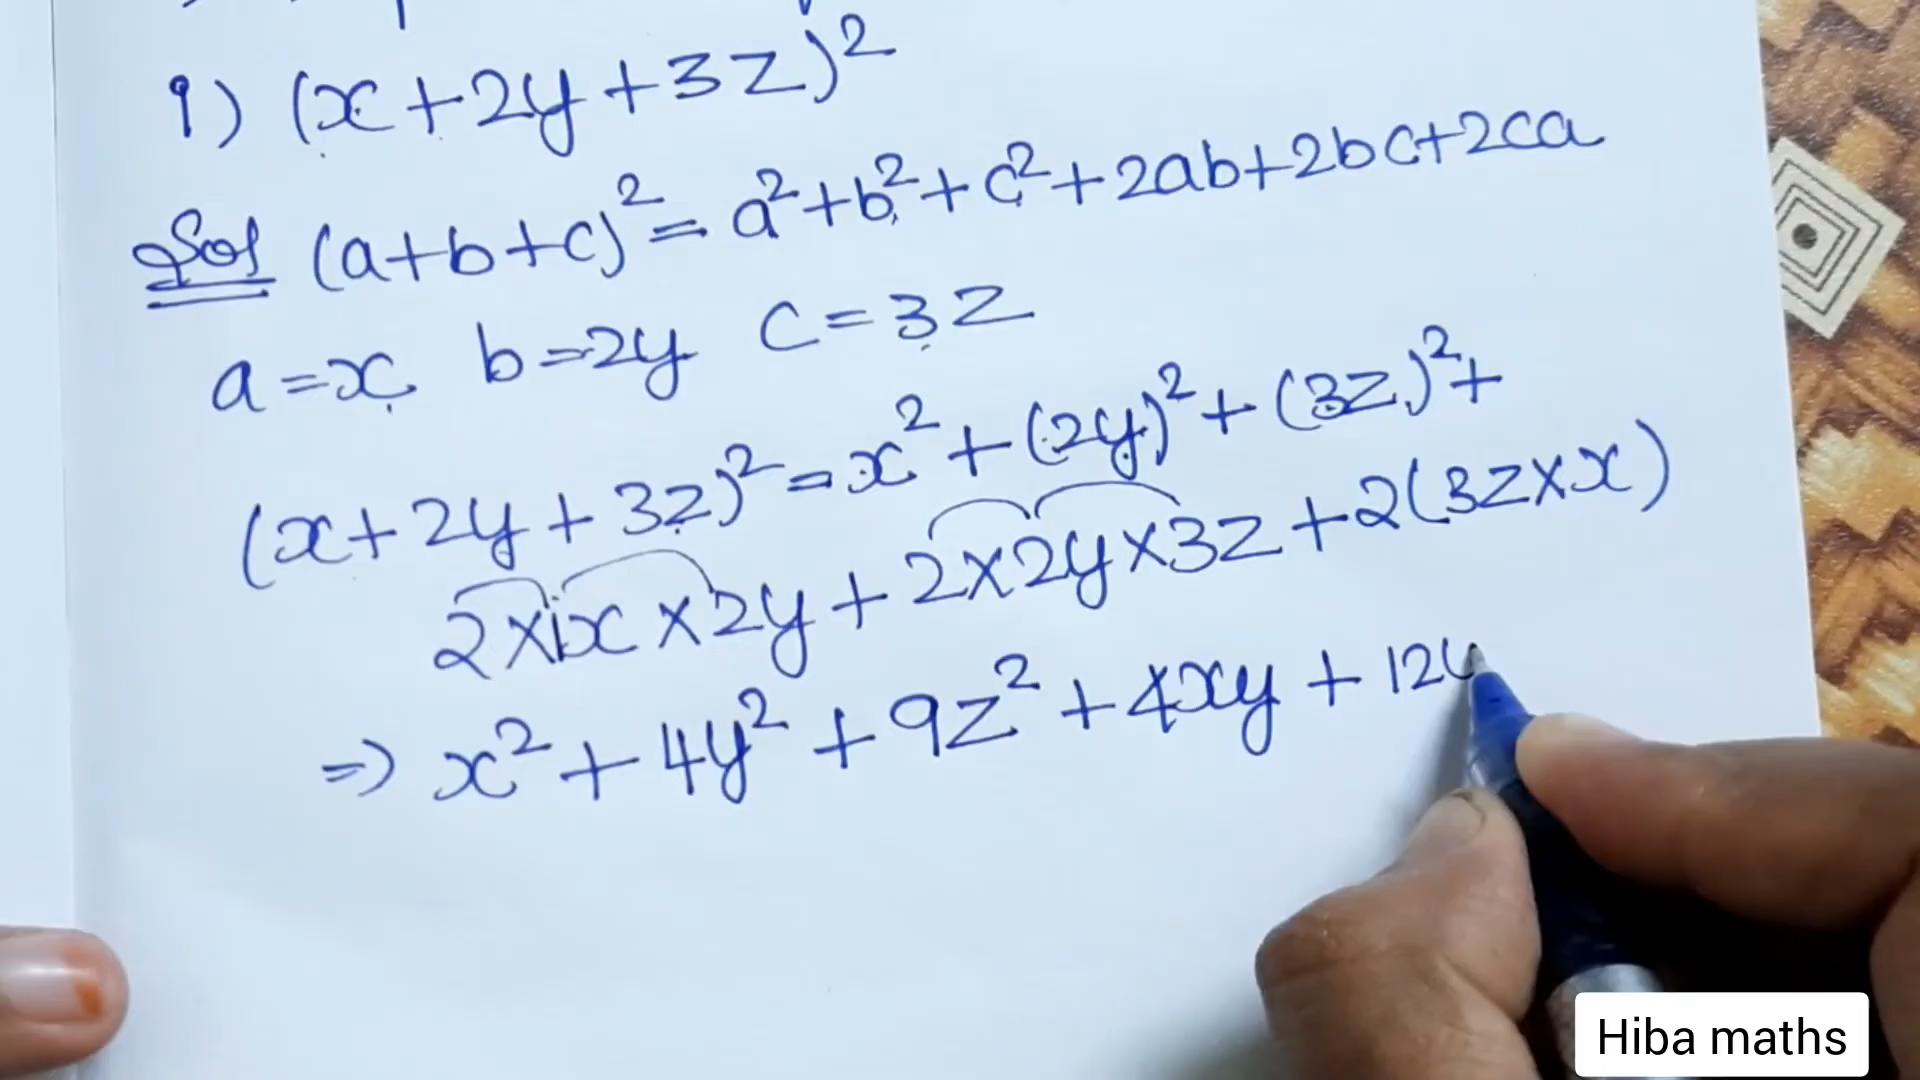 1) (x+2y+3z)²
Sol (a+b+c)² = a²+b²+c²+2ab+2bc+2ca
a=x b=2y c=3z
(x+2y+3z)² = x²+(2y)²+(3z)²+
2×x×2y+2×2y×3z+2(3z×x)
⇒ x²+4y²+9z²+4xy+12
Hiba maths